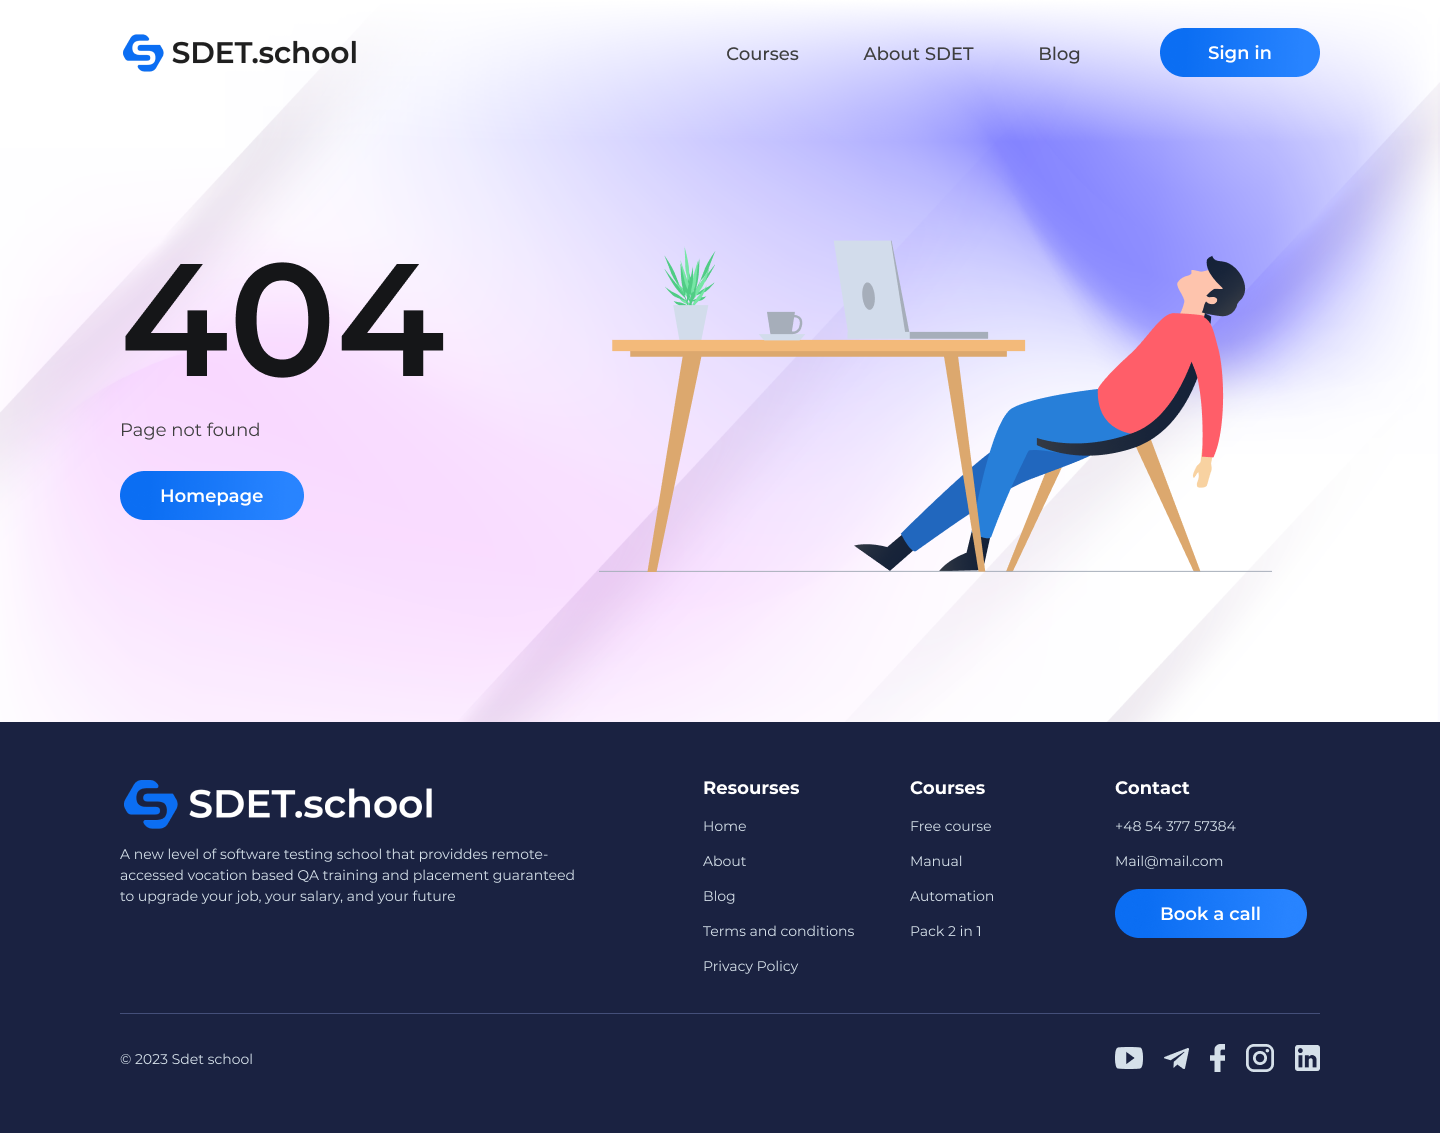 SDET.school
Courses
About SDET
Blog
Sign in
404
Page not found
Homepage
SDET.school
A new level of software testing school that providdes remote-
accessed vocation based QA training and placement guaranteed
to upgrade your job, your salary, and your future
Resourses
Home
About
Blog
Terms and conditions
Privacy Policy
Courses
Free course
Manual
Automation
Pack 2 in 1
Contact
+48 54 377 57384
Mail@mail.com
Book a call
© 2023 Sdet school